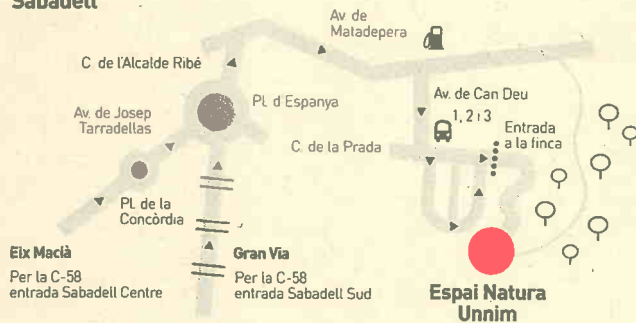 Sabadell
Av. de
Matadepera
C. de l'Alcalde Ribé
Pl. d'Espanya
Av. de Josep
Tarradellas
Av. de Can Deu
1, 2 i 3
Entrada
a la finca
C. de la Prada
Pl. de la
Concòrdia
Eix Macià
Per la C-58
entrada Sabadell Centre
Gran Via
Per la C-58
entrada Sabadell Sud
Espai Natura
Unnim